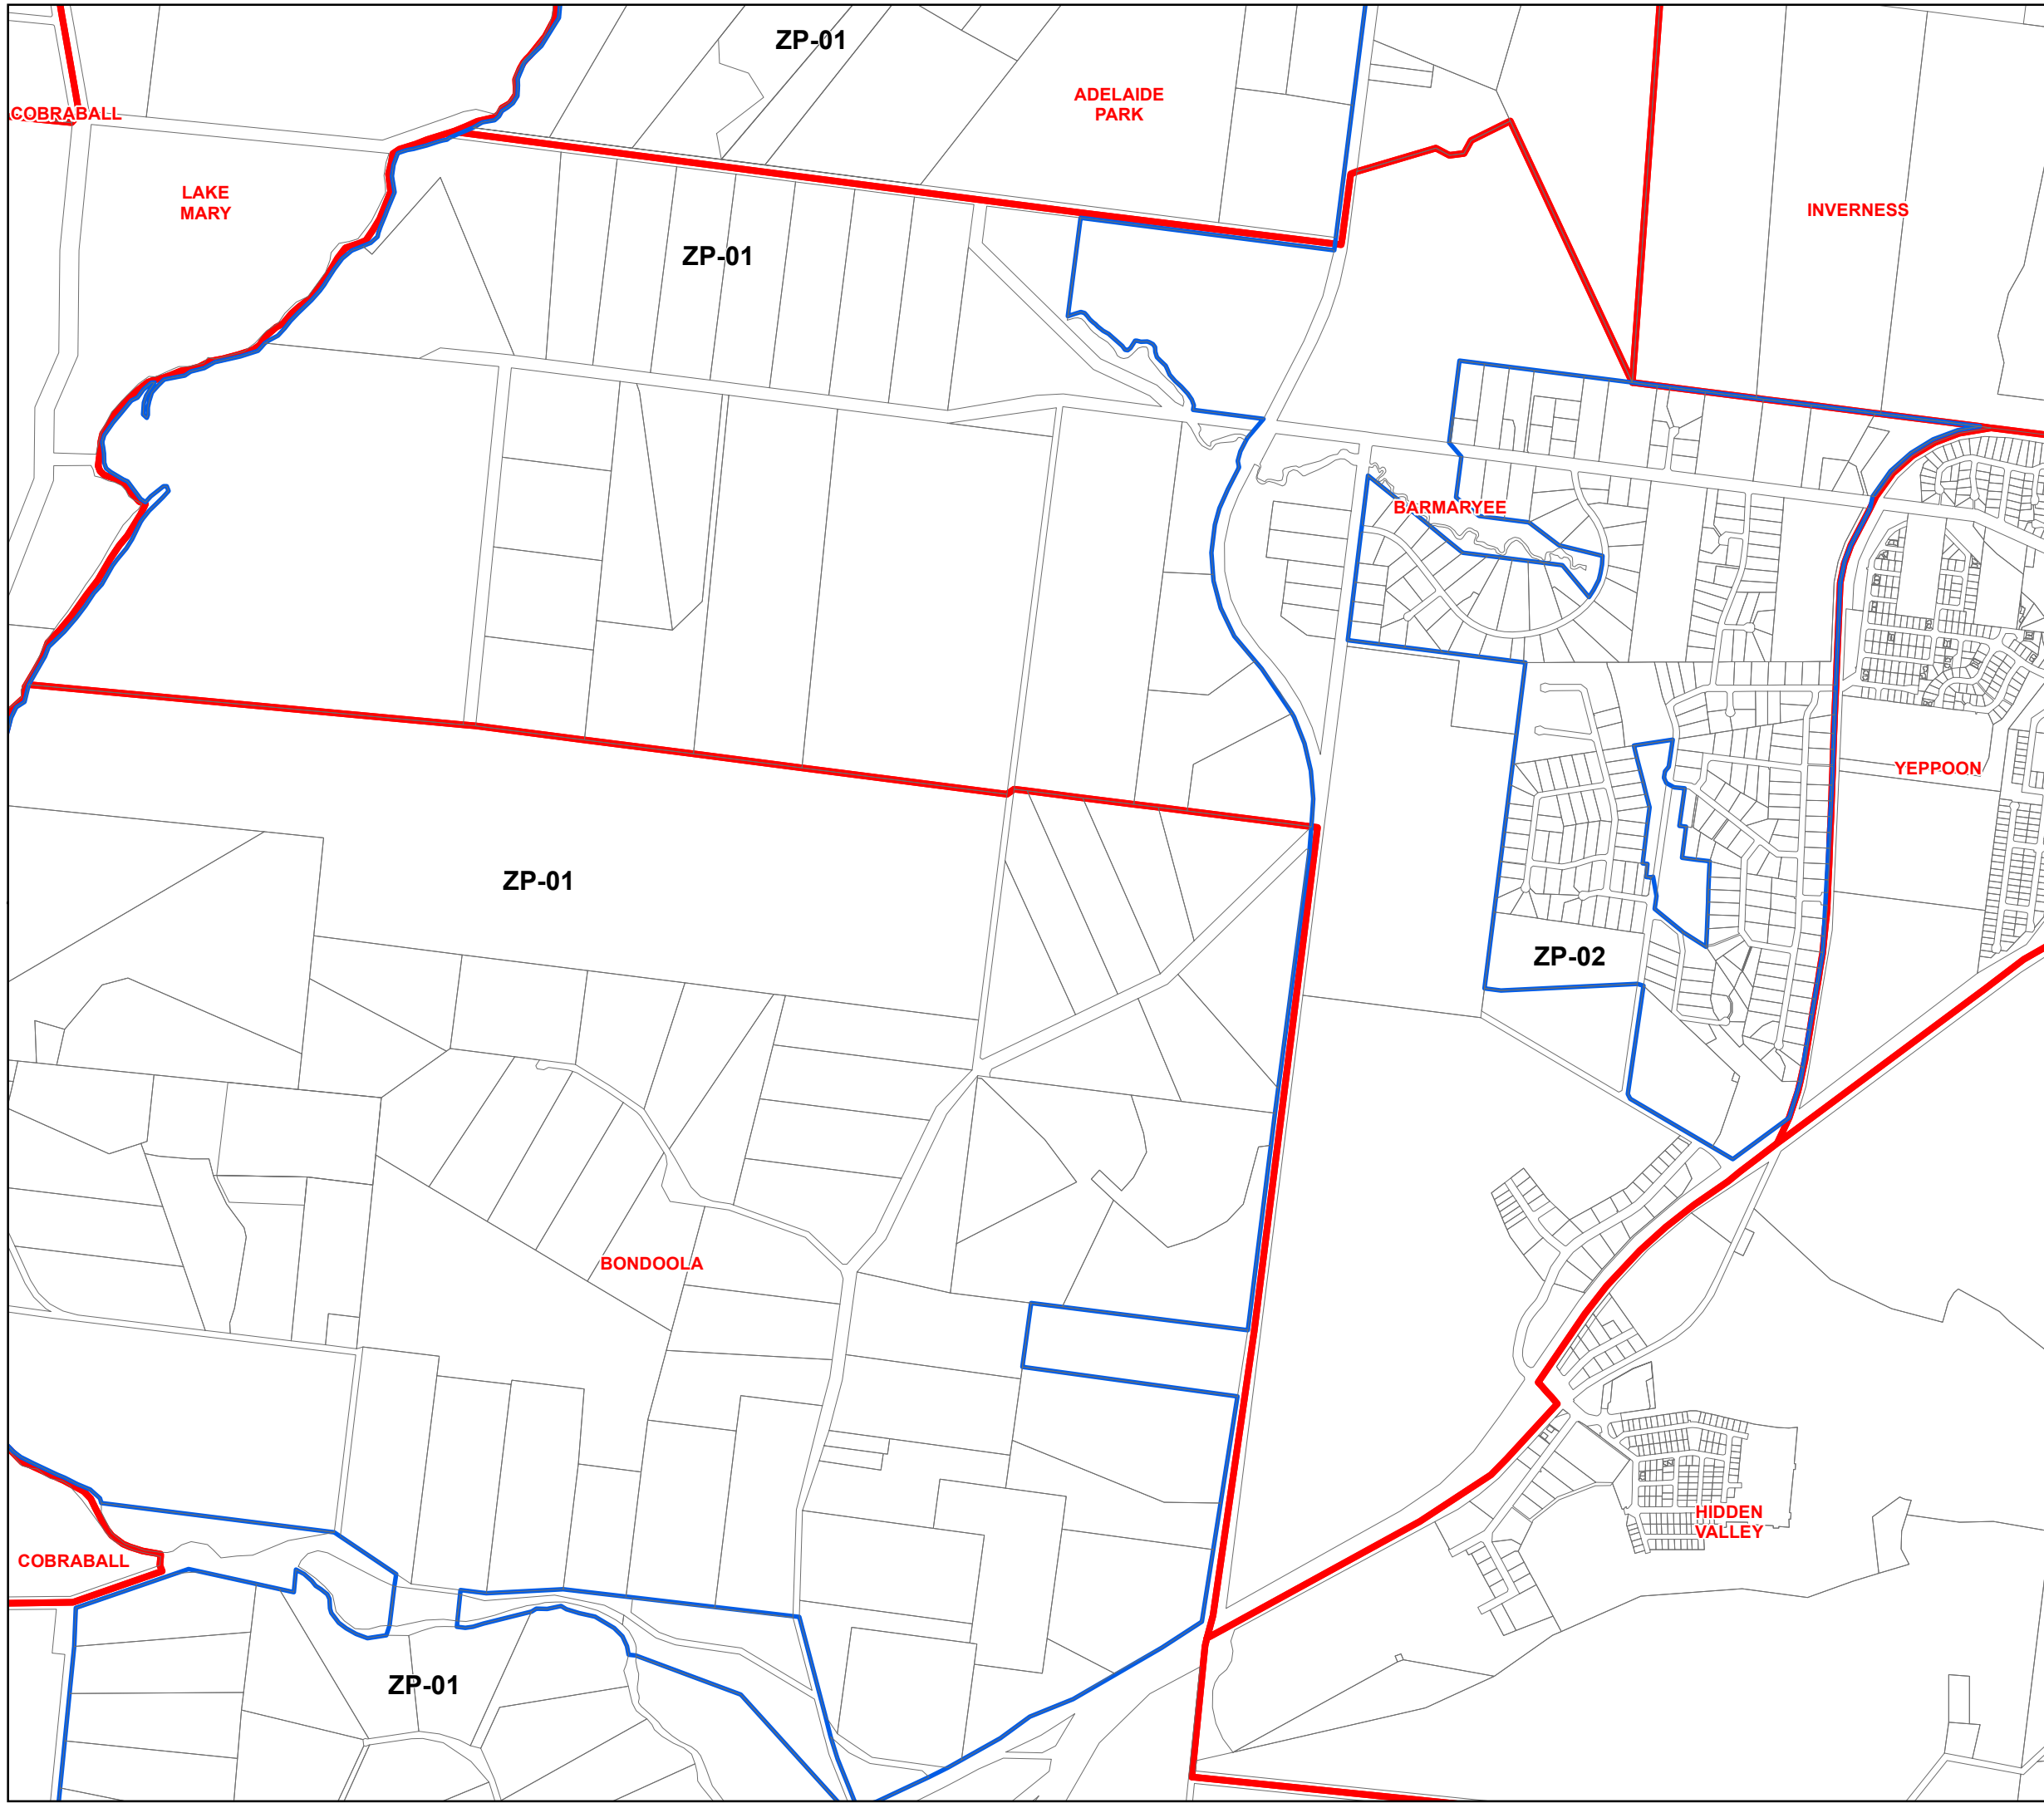 ZP-01
ADELAIDE
PARK
COBRABALL
LAKE
MARY
INVERNESS
ZP-01
BARMARYEE
YEPPOON
ZP-01
ZP-02
BONDOOLA
HIDDEN
VALLEY
COBRABALL
ZP-01